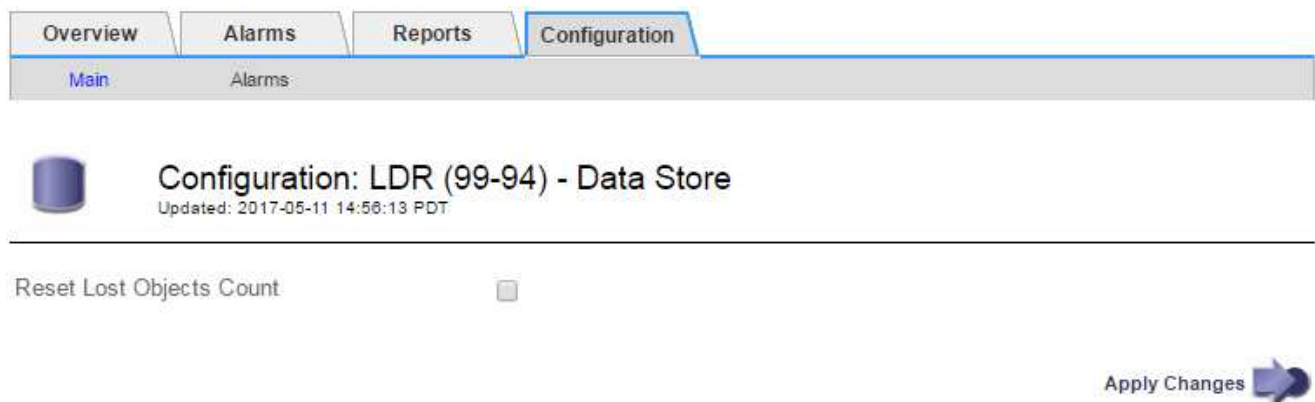 Overview Alarms Reports Configuration
Main Alarms
Configuration: LDR (99-94) - Data Store
Updated: 2017-05-11 14:56:13 PDT
Reset Lost Objects Count
Apply Changes